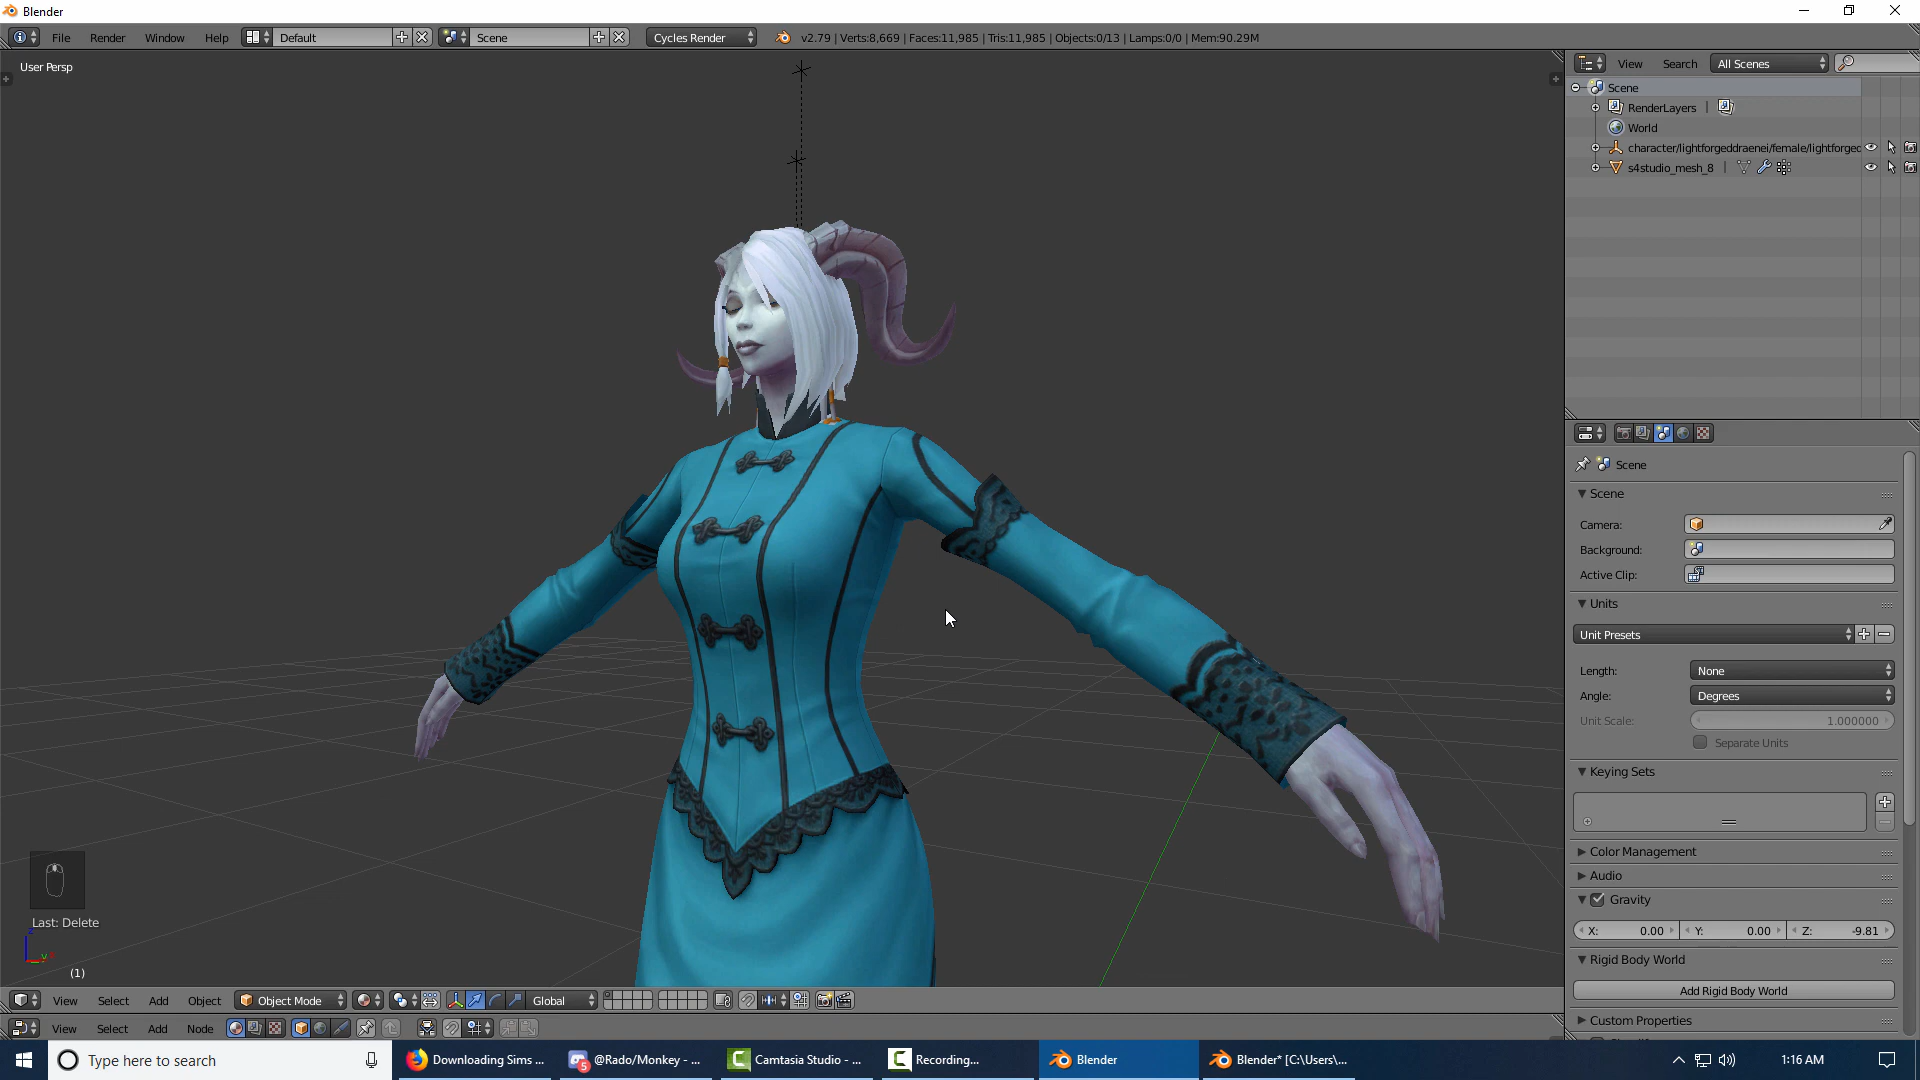 Blender
File Render Window Help Default Scene Cycles Render v2.79 | Verts:8,669 | Faces:11,985 | Tris:11,985 | Objects:0/13 | Lamps:0/0 | Mem:90.29M
User Persp
View Search All Scenes
Scene
RenderLayers |
World
character/lightforgeddraenei/female/lightforged
s4studio_mesh_8 |
Scene
Scene
Camera:
Background:
Active Clip:
Units
Unit Presets
Length: None
Angle: Degrees
Unit Scale: 1.000000
Separate Units
Keying Sets
Color Management
Audio
Gravity
X: 0.00 Y: 0.00 Z: -9.81
Rigid Body World
Add Rigid Body World
Custom Properties
Last: Delete
(1)
View Select Add Object Object Mode Global
View Select Add Node
Type here to search
Downloading Sims ...
@Rado/Monkey - ...
Camtasia Studio - ...
Recording...
Blender
Blender* [C:\Users\...
1:16 AM